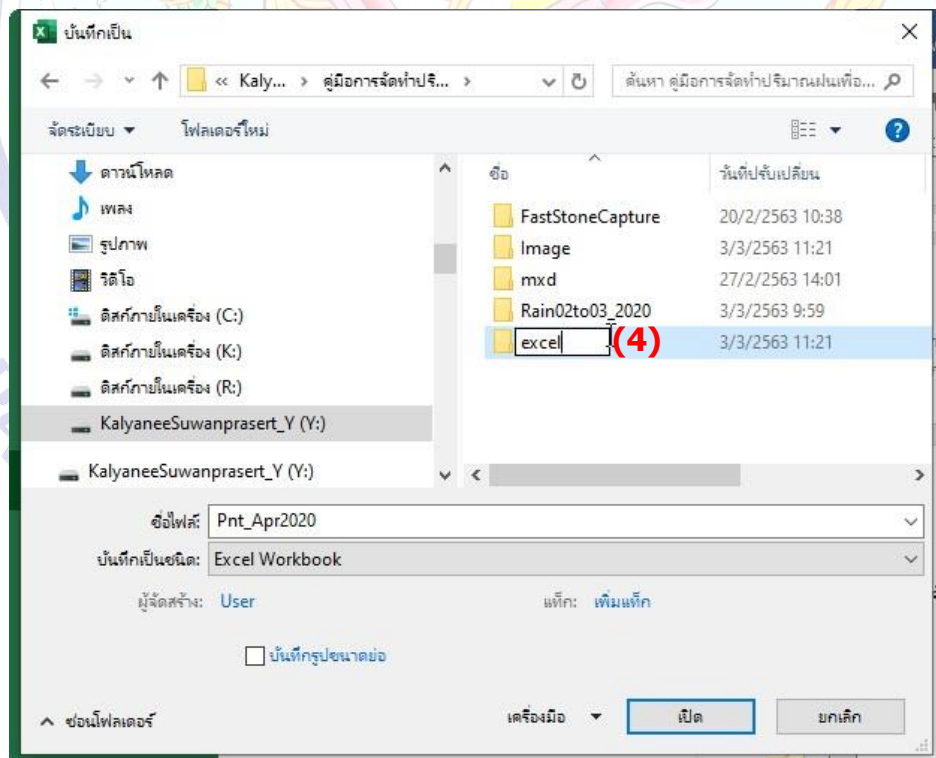 บันทึกเป็น
« Kaly... › คู่มือการจัดทำปริ... ›
ค้นหา คู่มือการจัดทำปริมาณฝนเพื่อ...
จัดระเบียบ
โฟลเดอร์ใหม่
ดาวน์โหลด
เพลง
รูปภาพ
วิดีโอ
ดิสก์ภายในเครื่อง (C:)
ดิสก์ภายในเครื่อง (K:)
ดิสก์ภายในเครื่อง (R:)
KalyaneeSuwanprasert_Y (Y:)
KalyaneeSuwanprasert_Y (Y:)
ชื่อ วันที่ปรับเปลี่ยน
FastStoneCapture 20/2/2563 10:38
Image 3/3/2563 11:21
mxd 27/2/2563 14:01
Rain02to03_2020 3/3/2563 9:59
excel (4) 3/3/2563 11:21
ชื่อไฟล์: Pnt_Apr2020
บันทึกเป็นชนิด: Excel Workbook
ผู้จัดสร้าง: User แท็ก: เพิ่มแท็ก
บันทึกรูปขนาดย่อ
ซ่อนโฟลเดอร์ เครื่องมือ เปิด ยกเลิก